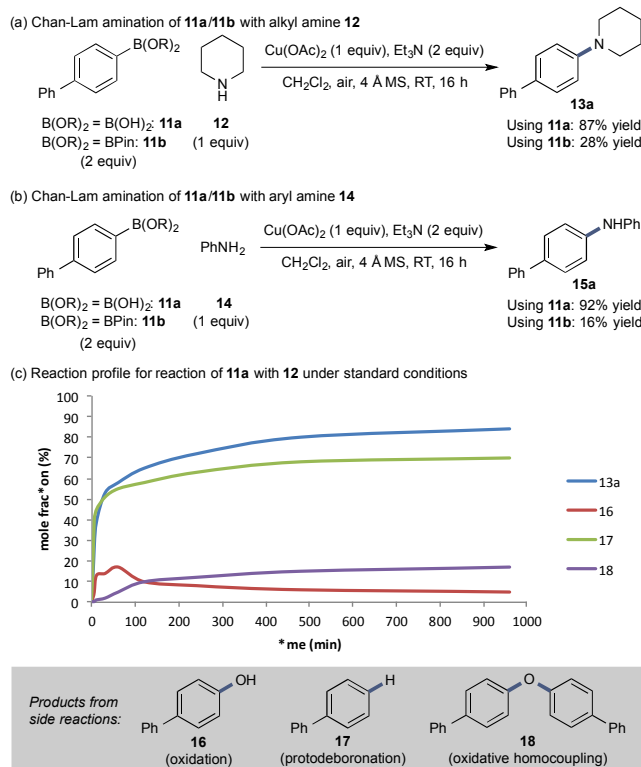 (a) Chan-Lam amination of 11a/11b with alkyl amine 12
B(OR)2
Ph
N
H
Cu(OAc)2 (1 equiv), Et3N (2 equiv)
CH2Cl2, air, 4 Å MS, RT, 16 h
N
Ph
13a
B(OR)2 = B(OH)2: 11a
B(OR)2 = BPin: 11b
(2 equiv)
12
(1 equiv)
Using 11a: 87% yield
Using 11b: 28% yield
(b) Chan-Lam amination of 11a/11b with aryl amine 14
B(OR)2
Ph
PhNH2
Cu(OAc)2 (1 equiv), Et3N (2 equiv)
CH2Cl2, air, 4 Å MS, RT, 16 h
NHPh
Ph
15a
B(OR)2 = B(OH)2: 11a
B(OR)2 = BPin: 11b
(2 equiv)
14
(1 equiv)
Using 11a: 92% yield
Using 11b: 16% yield
(c) Reaction profile for reaction of 11a with 12 under standard conditions
mole frac*on (%)
100
90
80
70
60
50
40
30
20
10
0
0 100 200 300 400 500 600 700 800 900 1000
*me (min)
13a
16
17
18
Products from
side reactions:
OH
Ph
16
(oxidation)
H
Ph
17
(protodeboronation)
O
Ph
Ph
18
(oxidative homocoupling)